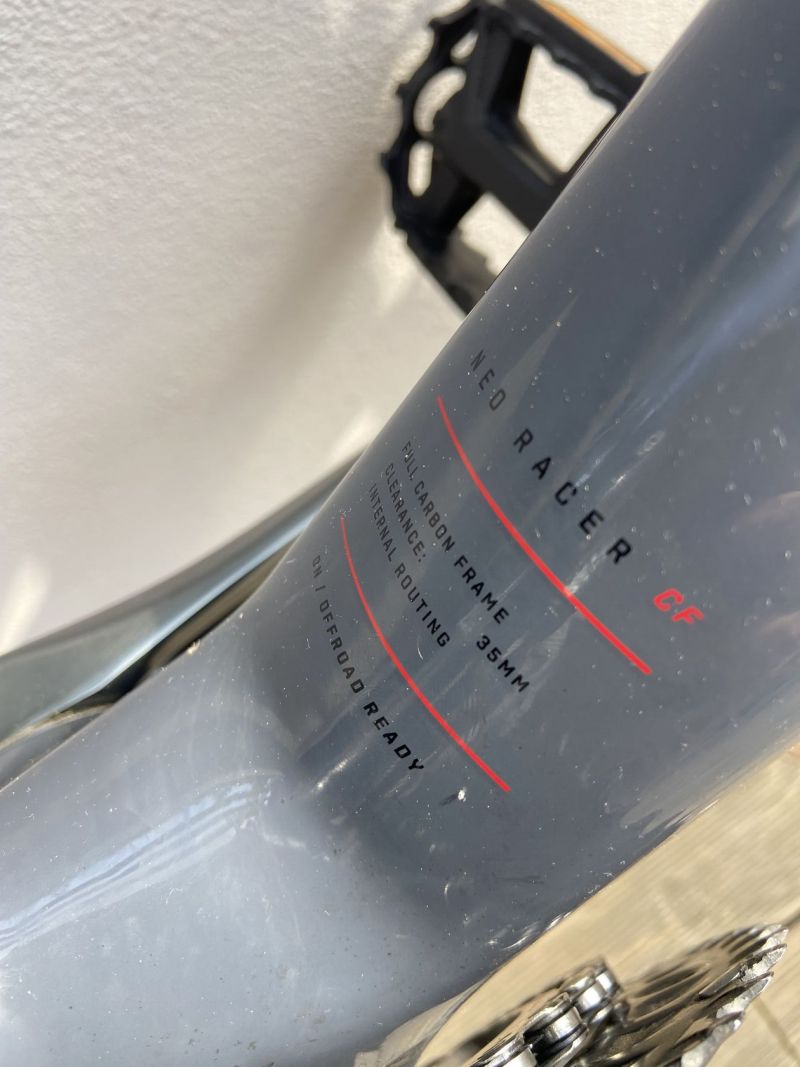 NEO RACER CF
FULL CARBON FRAME
CLEARANCE: 35MM
INTERNAL ROUTING
ON / OFFROAD READY